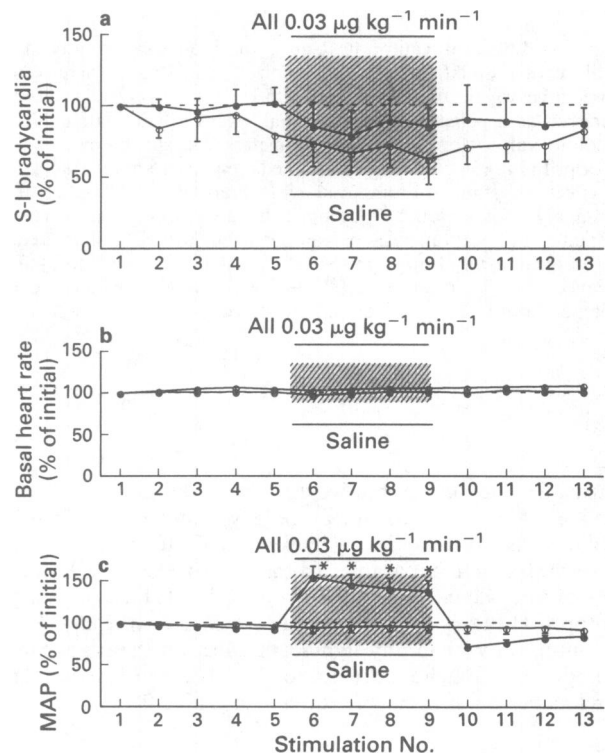 a
All 0.03 μg kg⁻¹ min⁻¹
150
100
50
0
S-I bradycardia
(% of initial)
Saline
1 2 3 4 5 6 7 8 9 10 11 12 13
b
All 0.03 μg kg⁻¹ min⁻¹
150
100
50
0
Basal heart rate
(% of initial)
Saline
1 2 3 4 5 6 7 8 9 10 11 12 13
c
All 0.03 μg kg⁻¹ min⁻¹
* * * *
150
100
50
0
MAP (% of initial)
Saline
1 2 3 4 5 6 7 8 9 10 11 12 13
Stimulation No.